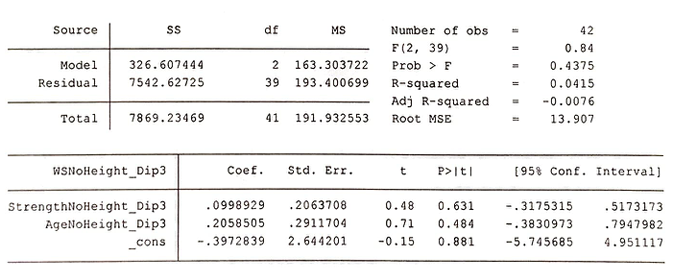 Source SS df MS Number of obs = 42
F(2, 39) = 0.84
Model 326.607444 2 163.303722 Prob > F = 0.4375
Residual 7542.62725 39 193.400699 R-squared = 0.0415
Adj R-squared = -0.0076
Total 7869.23469 41 191.932553 Root MSE = 13.907
WSNoHeight_Dip3 Coef. Std. Err. t P>|t| [95% Conf. Interval]
StrengthNoHeight_Dip3 .0998929 .2063708 0.48 0.631 -.3175315 .5173173
AgeNoHeight_Dip3 .2058505 .2911704 0.71 0.484 -.3830973 .7947982
_cons -.3972839 2.644201 -0.15 0.881 -5.745685 4.951117